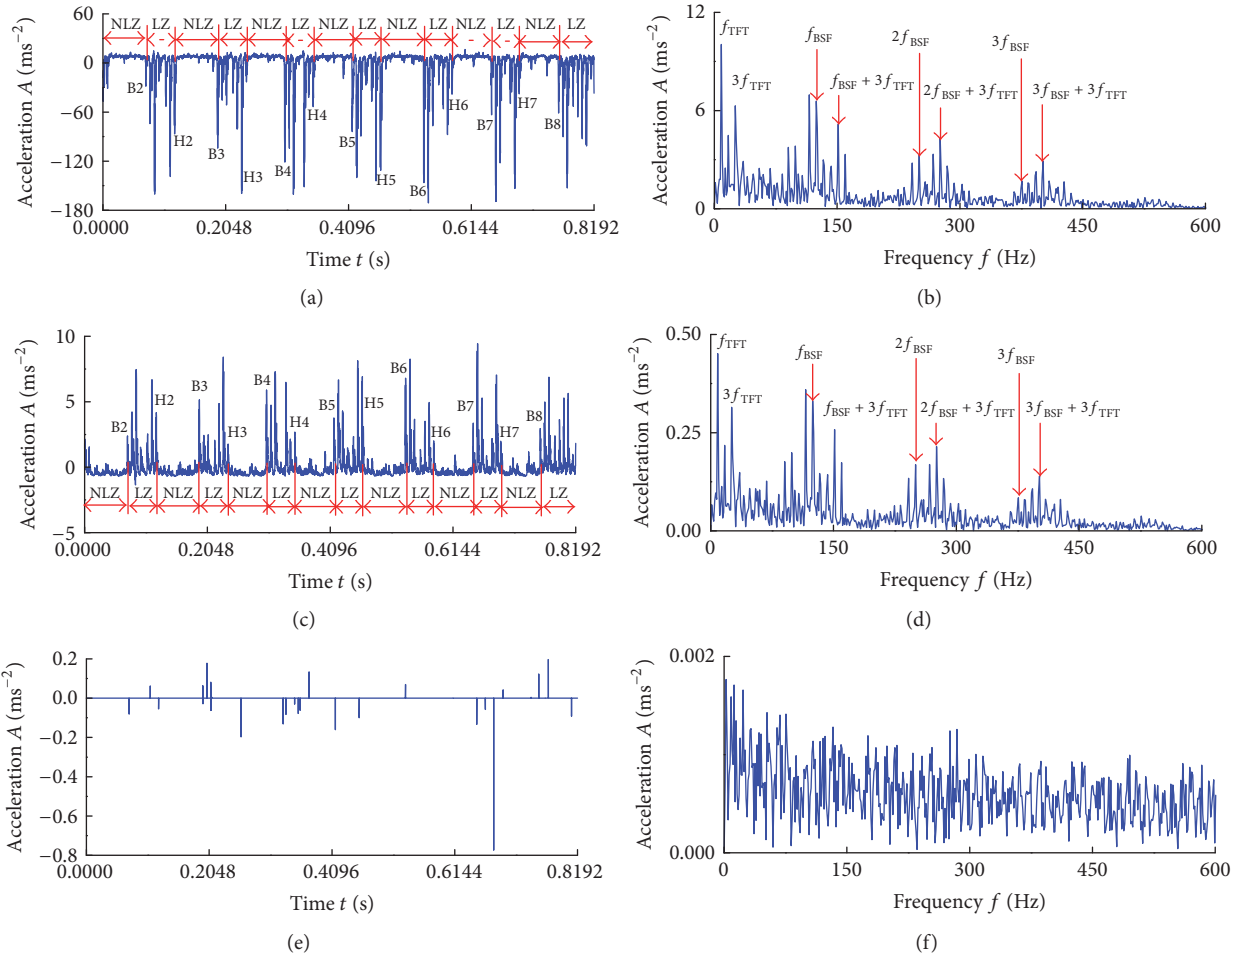 NLZ LZ NLZ LZ NLZ LZ NLZ LZ NLZ LZ NLZ LZ NLZ LZ
60
0
−60
−120
−180
B2
H2
B3
H3
B4
H4
B5
H5
B6
H6
B7
H7
B8
Acceleration A (ms−2)
0.0000 0.2048 0.4096 0.6144 0.8192
Time t (s)
(a)
12
6
0
Acceleration A (ms−2)
fTFT
3fTFT
fBSF
fBSF + 3fTFT
2fBSF
2fBSF + 3fTFT
3fBSF
3fBSF + 3fTFT
0 150 300 450 600
Frequency f (Hz)
(b)
10
5
0
−5
Acceleration A (ms−2)
B2
H2
B3
H3
B4
H4
B5
H5
B6
H6
B7
H7
B8
NLZ LZ NLZ LZ NLZ LZ NLZ LZ NLZ LZ NLZ LZ NLZ LZ
0.0000 0.2048 0.4096 0.6144 0.8192
Time t (s)
(c)
0.50
0.25
0.00
Acceleration A (ms−2)
fTFT
3fTFT
fBSF
fBSF + 3fTFT
2fBSF
2fBSF + 3fTFT
3fBSF
3fBSF + 3fTFT
0 150 300 450 600
Frequency f (Hz)
(d)
0.2
0.0
−0.2
−0.4
−0.6
−0.8
Acceleration A (ms−2)
0.0000 0.2048 0.4096 0.6144 0.8192
Time t (s)
(e)
0.002
0.001
0.000
Acceleration A (ms−2)
0 150 300 450 600
Frequency f (Hz)
(f)